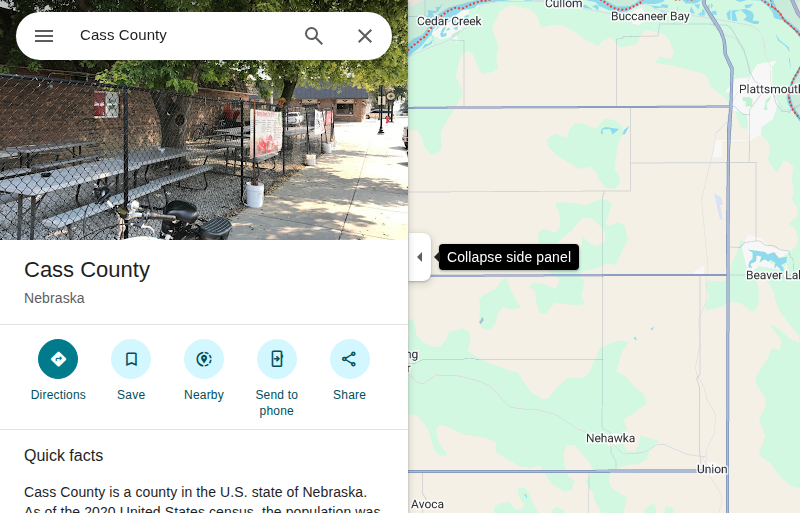 Cass County
Cass County
Nebraska
Directions
Save
Nearby
Send to
phone
Share
Quick facts
Cass County is a county in the U.S. state of Nebraska.
As of the 2020 United States census, the population was
Collapse side panel
Cullom
Cedar Creek
Buccaneer Bay
Plattsmouth
Beaver Lak
ng
r
Nehawka
Union
Avoca